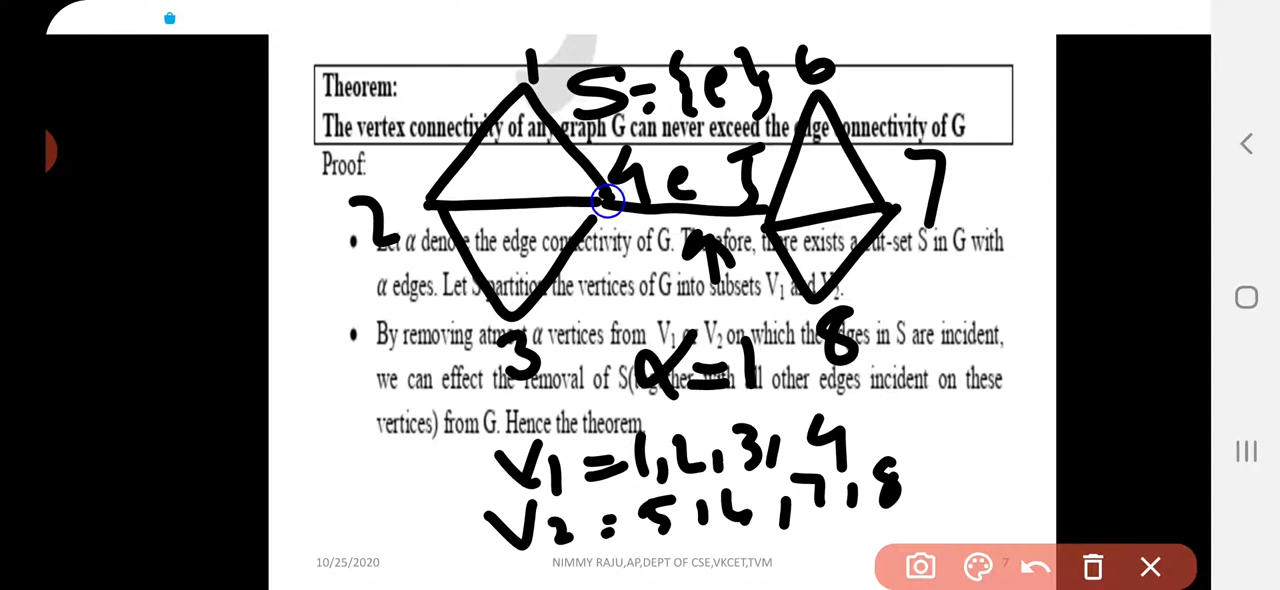 1
6
S = {e}
Theorem:
The vertex connectivity of any graph G can never exceed the edge connectivity of G
Proof:
4 e 5 7
2
Let α denote the edge connectivity of G. Therefore, there exists a cut-set S in G with
α edges. Let S partition the vertices of G into subsets V1 and V2.
By removing atmost α vertices from V1 or V2 on which the edges in S are incident,
3 8
α = 1
we can effect the removal of S(together with all other edges incident on these
vertices) from G. Hence the theorem.
V1 = 1, 2, 3, 4
V2 = 5, 6, 7, 8
10/25/2020 NIMMY RAJU,AP,DEPT OF CSE,VKCET,TVM 7